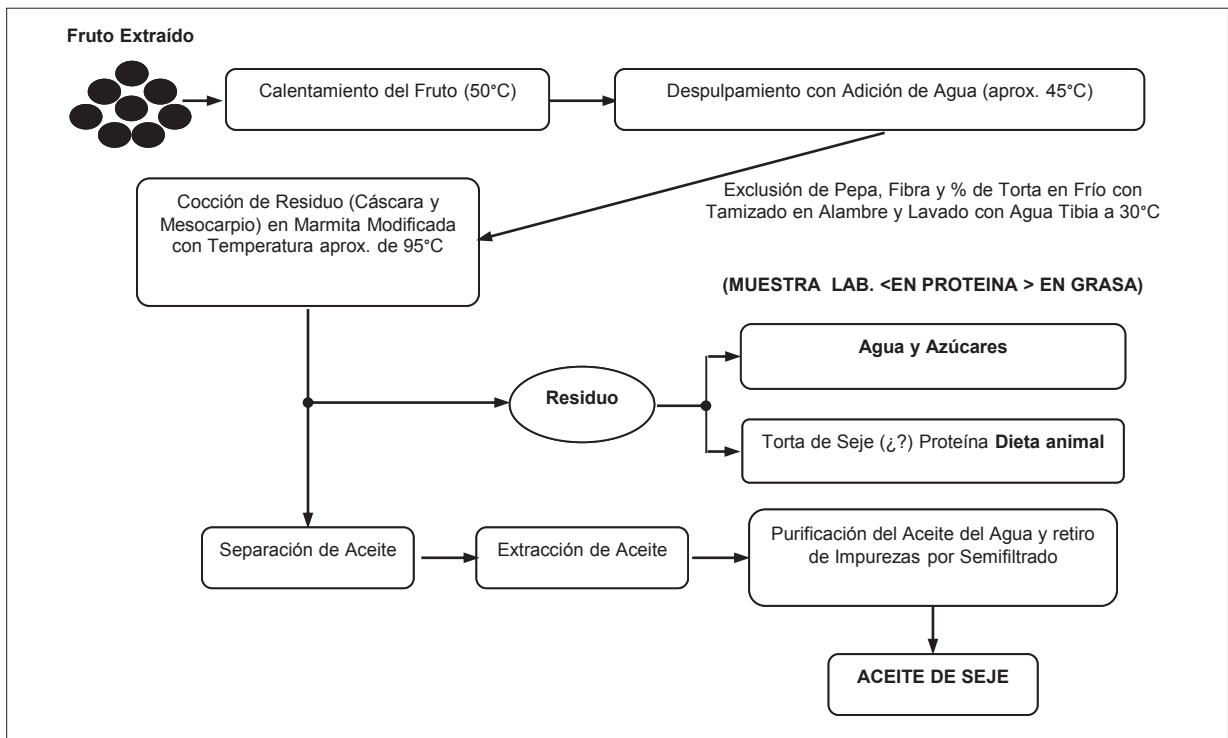 Fruto Extraído
Calentamiento del Fruto (50°C)
Despulpamiento con Adición de Agua (aprox. 45°C)
Cocción de Residuo (Cáscara y
Mesocarpio) en Marmita Modificada
con Temperatura aprox. de 95°C
Exclusión de Pepa, Fibra y % de Torta en Frío con
Tamizado en Alambre y Lavado con Agua Tibia a 30°C
(MUESTRA LAB. <EN PROTEINA > EN GRASA)
Agua y Azúcares
Residuo
Torta de Seje (¿?) Proteína Dieta animal
Separación de Aceite
Extracción de Aceite
Purificación del Aceite del Agua y retiro
de Impurezas por Semifiltrado
ACEITE DE SEJE